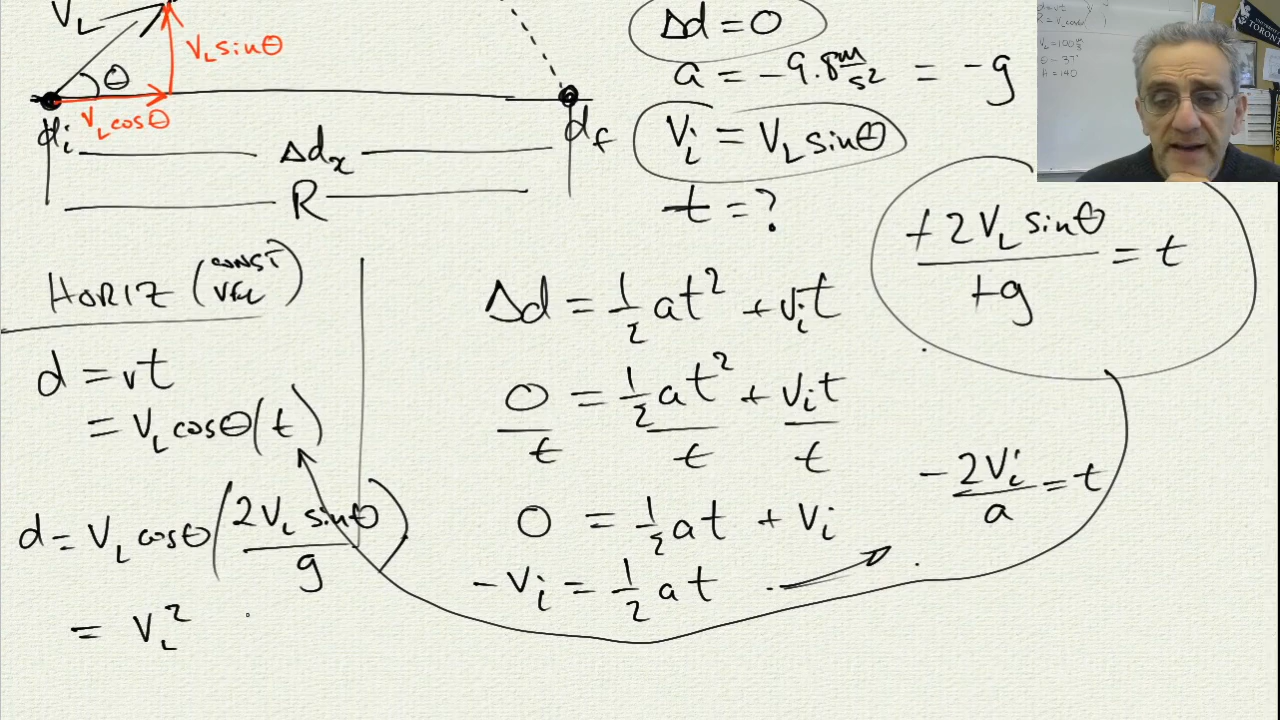 V_L
θ
V_L sinθ
V_L cosθ
d_i
d_f
Δd_x
R
Δd = 0
a = -9.8 m/s² = -g
V_i = V_L sinθ
t = ?
+2V_L sinθ / +g = t
HORIZ (CONST VEL)
d = vt
= V_L cosθ(t)
d = V_L cosθ(2V_L sinθ / g)
= V_L²
Δd = 1/2 at² + V_i t
0/t = 1/2 at²/t + V_i t/t
0 = 1/2 at + V_i
-V_i = 1/2 at
-2V_i / a = t
TORONTO